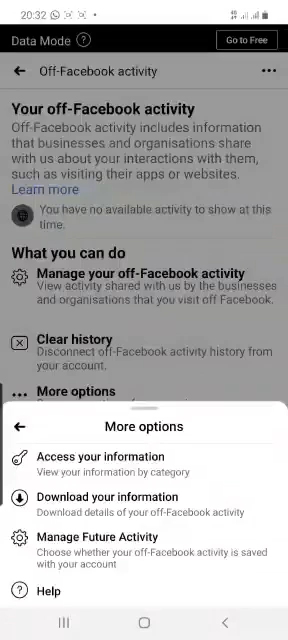 20:32
Data Mode ?
Go to Free
Off-Facebook activity
Your off-Facebook activity
Off-Facebook activity includes information
that businesses and organisations share
with us about your interactions with them,
such as visiting their apps or websites.
Learn more
You have no available activity to show at this
time.
What you can do
Manage your off-Facebook activity
View activity shared with us by the businesses
and organisations that you visit off Facebook.
Clear history
Disconnect off-Facebook activity history from
your account.
More options
More options
Access your information
View your information by category
Download your information
Download details of your off-Facebook activity
Manage Future Activity
Choose whether your off-Facebook activity is saved
with your account
? Help